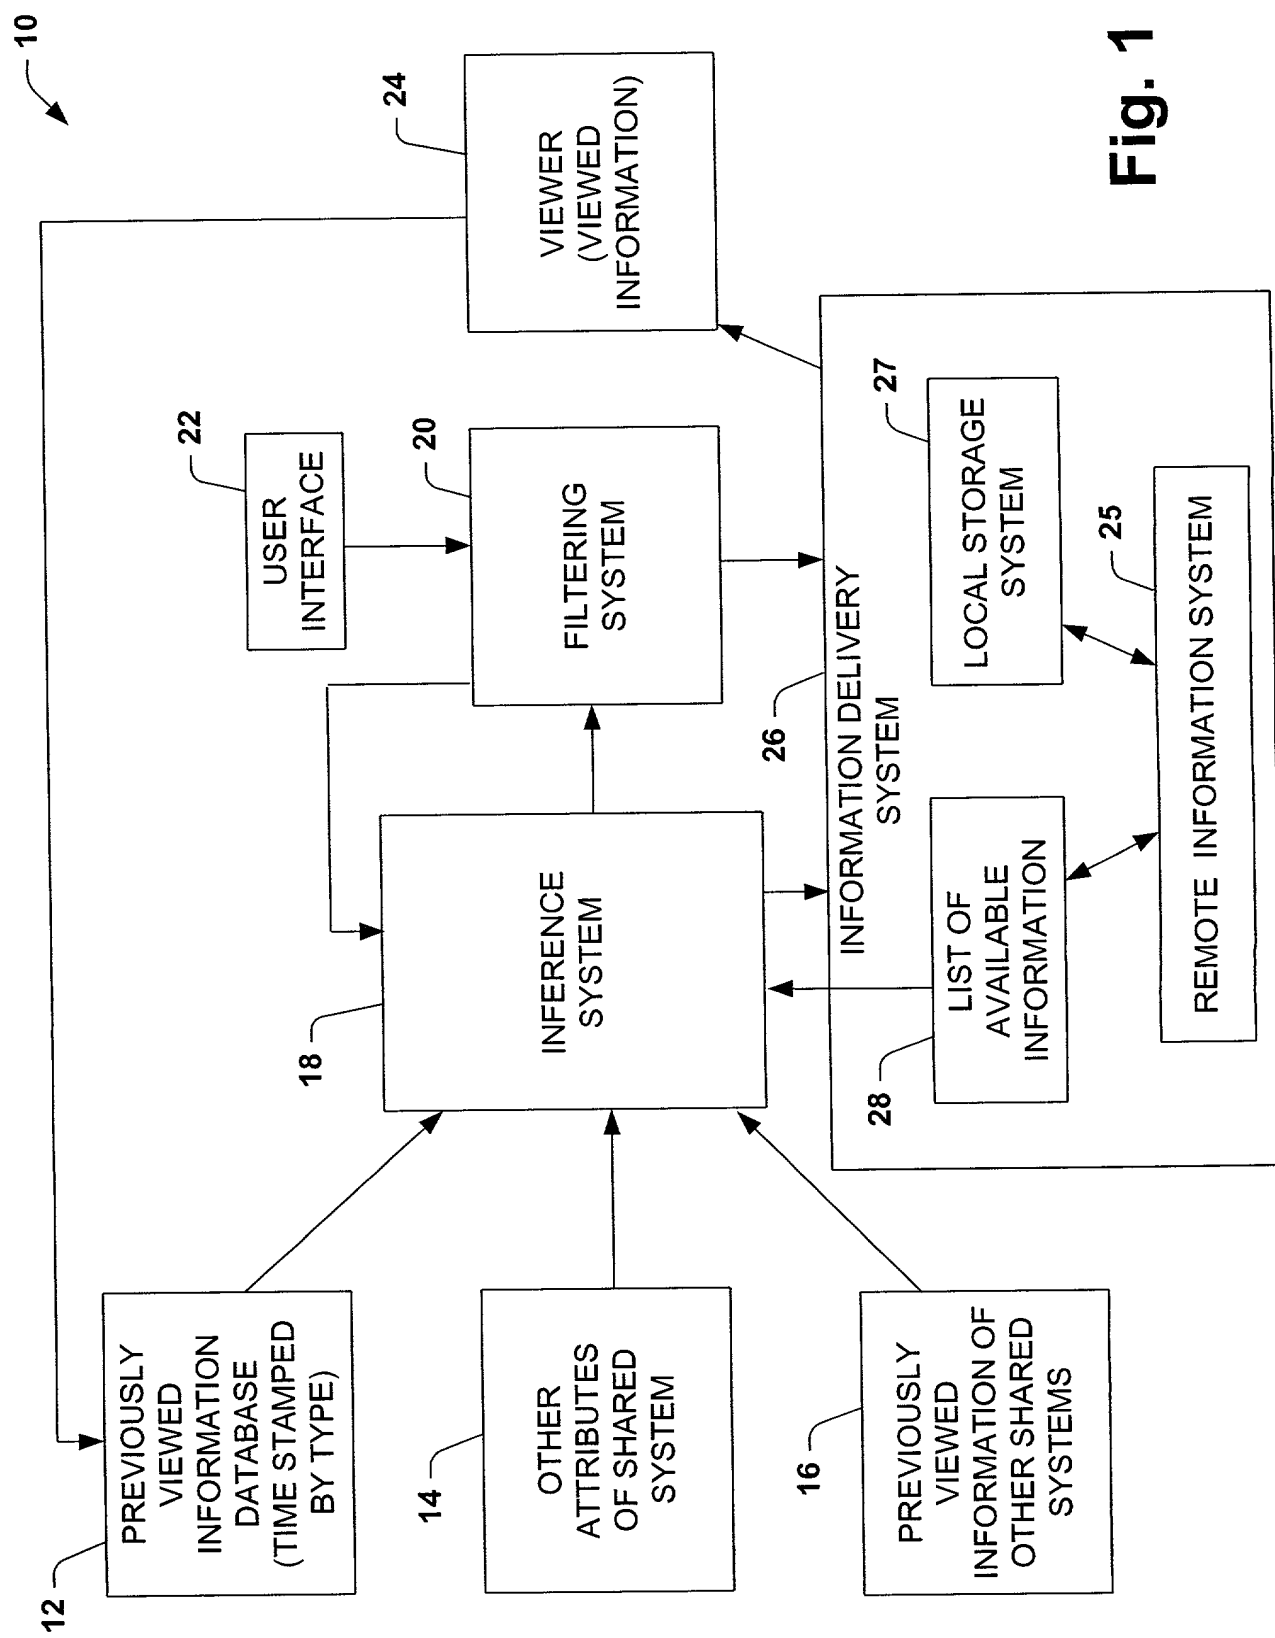 10
12
PREVIOUSLY
VIEWED
INFORMATION
DATABASE
(TIME STAMPED
BY TYPE)
14
OTHER
ATTRIBUTES
OF SHARED
SYSTEM
16
PREVIOUSLY
VIEWED
INFORMATION OF
OTHER SHARED
SYSTEMS
18
INFERENCE
SYSTEM
22
USER
INTERFACE
20
FILTERING
SYSTEM
24
VIEWER
(VIEWED
INFORMATION)
26
INFORMATION DELIVERY
SYSTEM
28
LIST OF
AVAILABLE
INFORMATION
27
LOCAL STORAGE
SYSTEM
25
REMOTE INFORMATION SYSTEM
Fig. 1